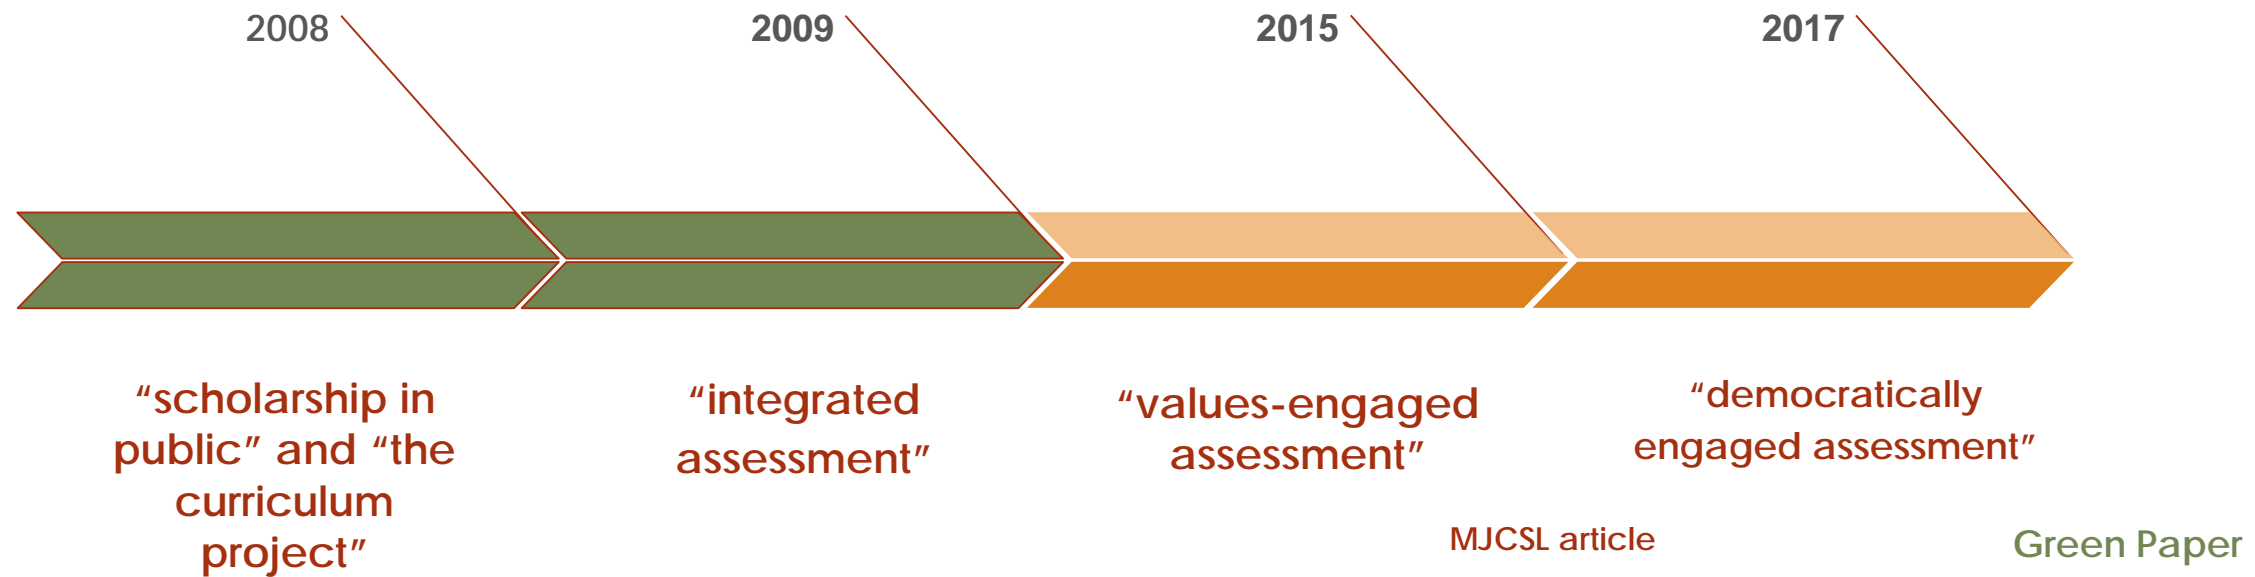 2008
2009
2015
2017
“scholarship in
public” and “the
curriculum
project”
“integrated
assessment”
“values-engaged
assessment”
“democratically
engaged assessment”
MJCSL article
Green Paper